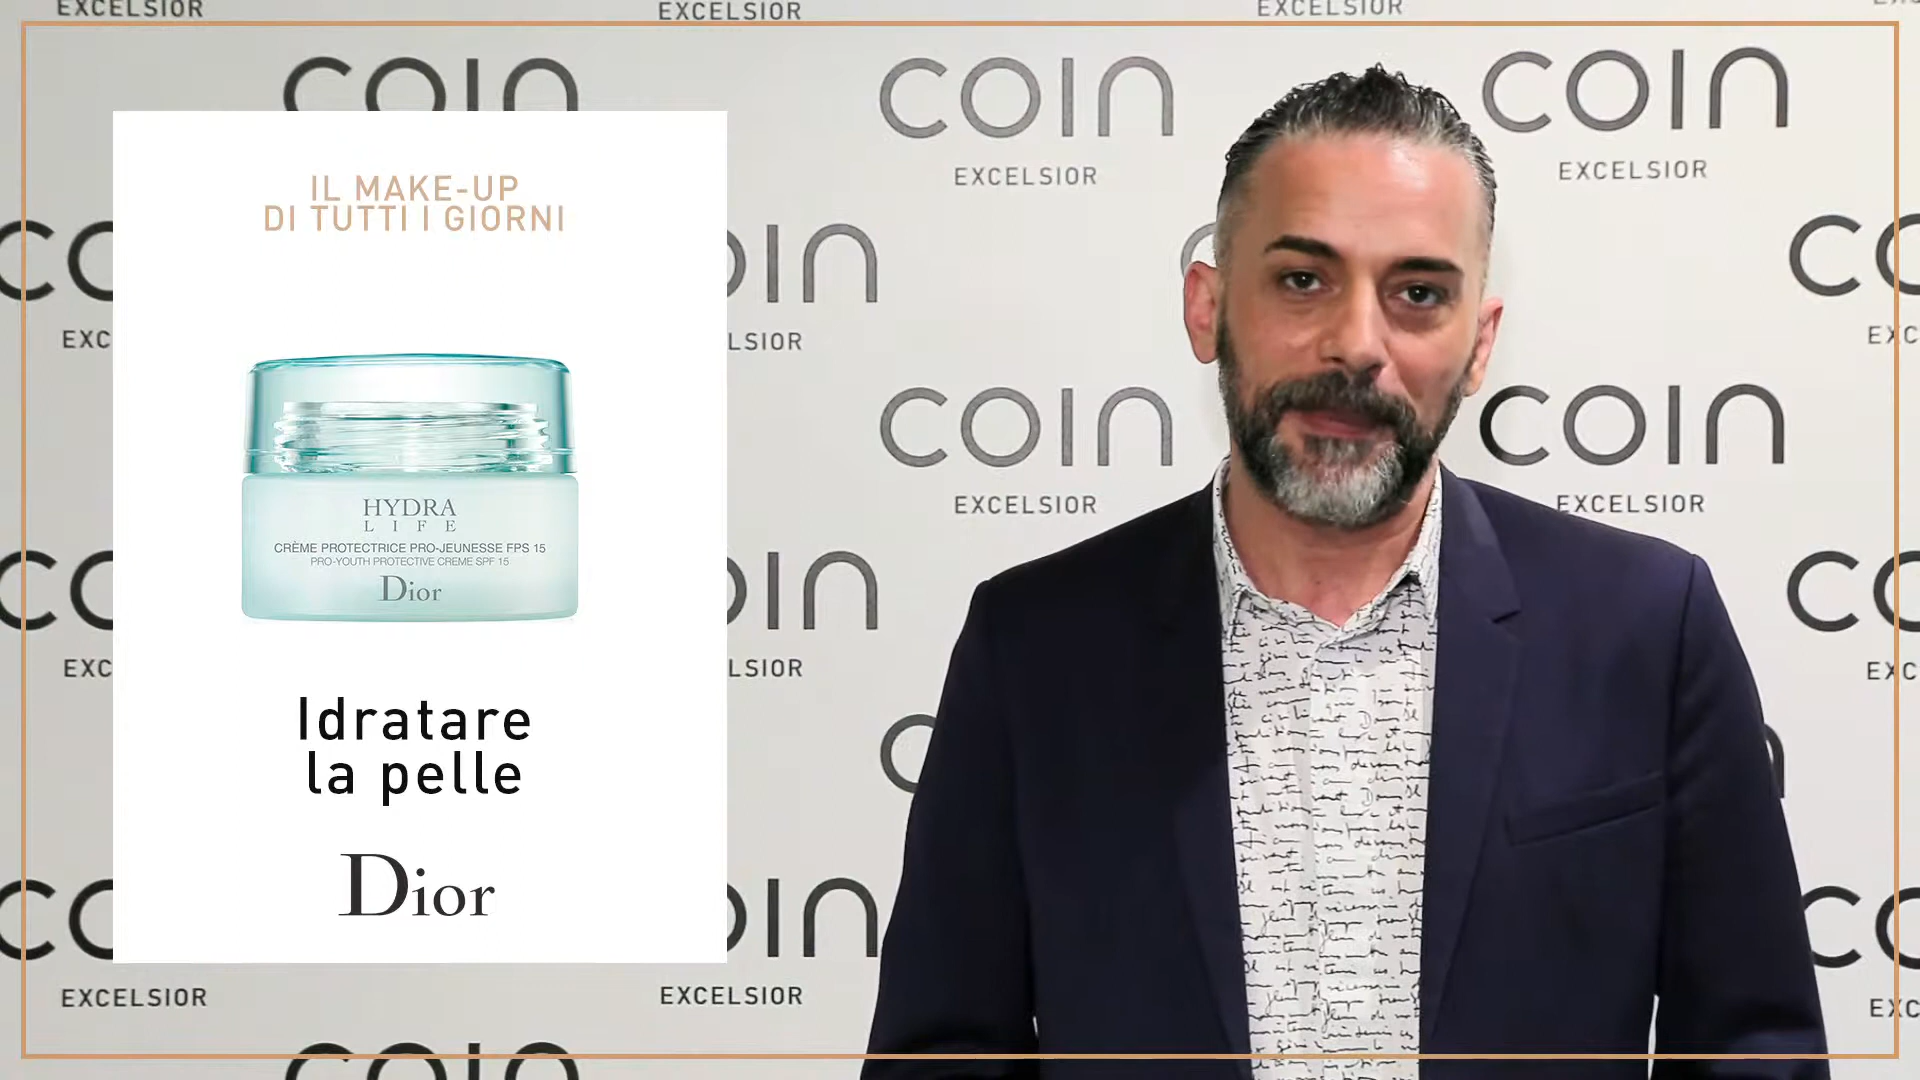 EXCELSIOR
EXCELSIOR
EXCELSIOR
COIN
COIN
COIN
EXCELSIOR
EXCELSIOR
IL MAKE-UP
DI TUTTI I GIORNI
HYDRA
LIFE
CRÈME PROTECTRICE PRO-JEUNESSE FPS 15
PRO-YOUTH PROTECTIVE CREME SPF 15
Dior
Idratare
la pelle
Dior
COIN
COIN
EXCELSIOR
EXCELSIOR
EXCELSIOR
EXCELSIOR
COIN